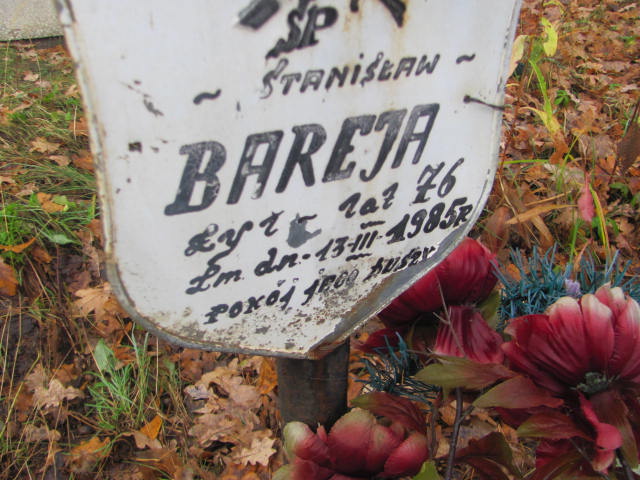 ŚP
~ STANISŁAW ~
BAREJA
Żył - lat 76
Zm. dn. 13-III-1985R
POKÓJ JEGO DUSZY